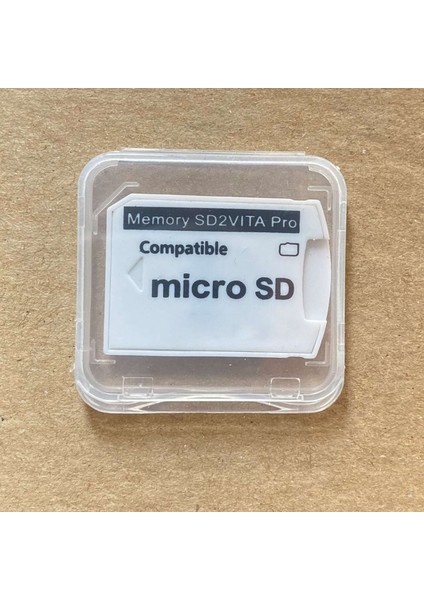 Memory SD2VITA Pro
Compatible
micro SD